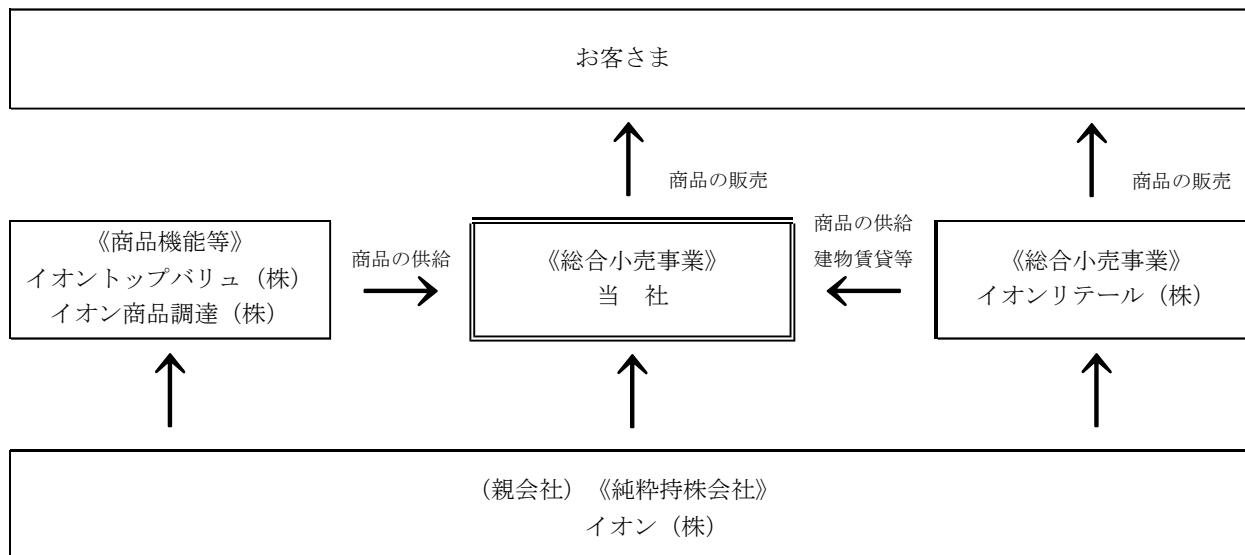 お客さま
商品の販売
商品の販売
《商品機能等》
イオントップバリュ（株）
イオン商品調達（株）
商品の供給
《総合小売事業》
当　社
商品の供給
建物賃貸等
《総合小売事業》
イオンリテール（株）
（親会社）《純粋持株会社》
イオン（株）